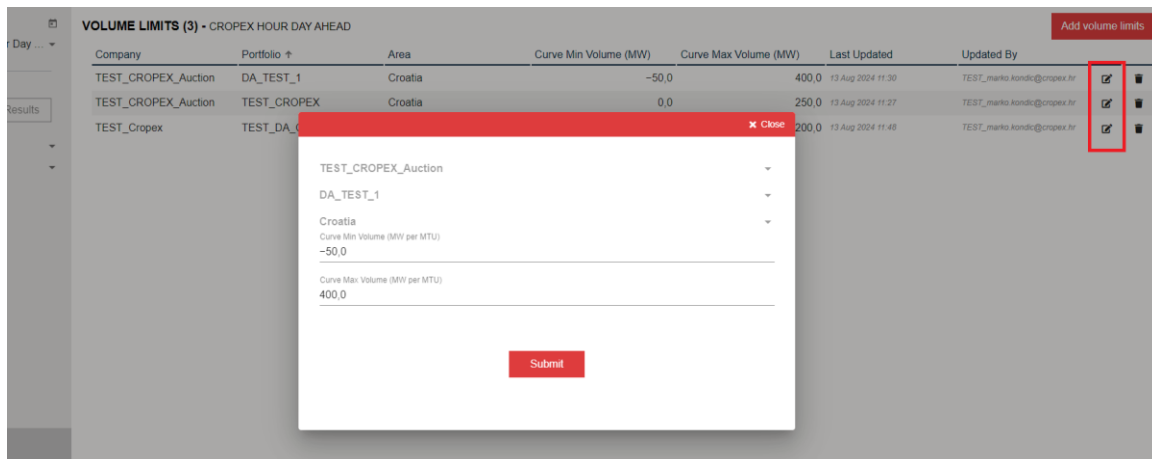 VOLUME LIMITS (3) - CROPEX HOUR DAY AHEAD
Add volume limits
r Day ...
Company Portfolio ↑ Area Curve Min Volume (MW) Curve Max Volume (MW) Last Updated Updated By
TEST_CROPEX_Auction DA_TEST_1 Croatia −50,0 400,0 13 Aug 2024 11:30 TEST_marko.kondic@cropex.hr
TEST_CROPEX_Auction TEST_CROPEX Croatia 0,0 250,0 13 Aug 2024 11:27 TEST_marko.kondic@cropex.hr
Results
TEST_Cropex TEST_DA_ 200,0 13 Aug 2024 11:48 TEST_marko.kondic@cropex.hr
× Close
TEST_CROPEX_Auction
DA_TEST_1
Croatia
Curve Min Volume (MW per MTU)
−50,0
Curve Max Volume (MW per MTU)
400,0
Submit